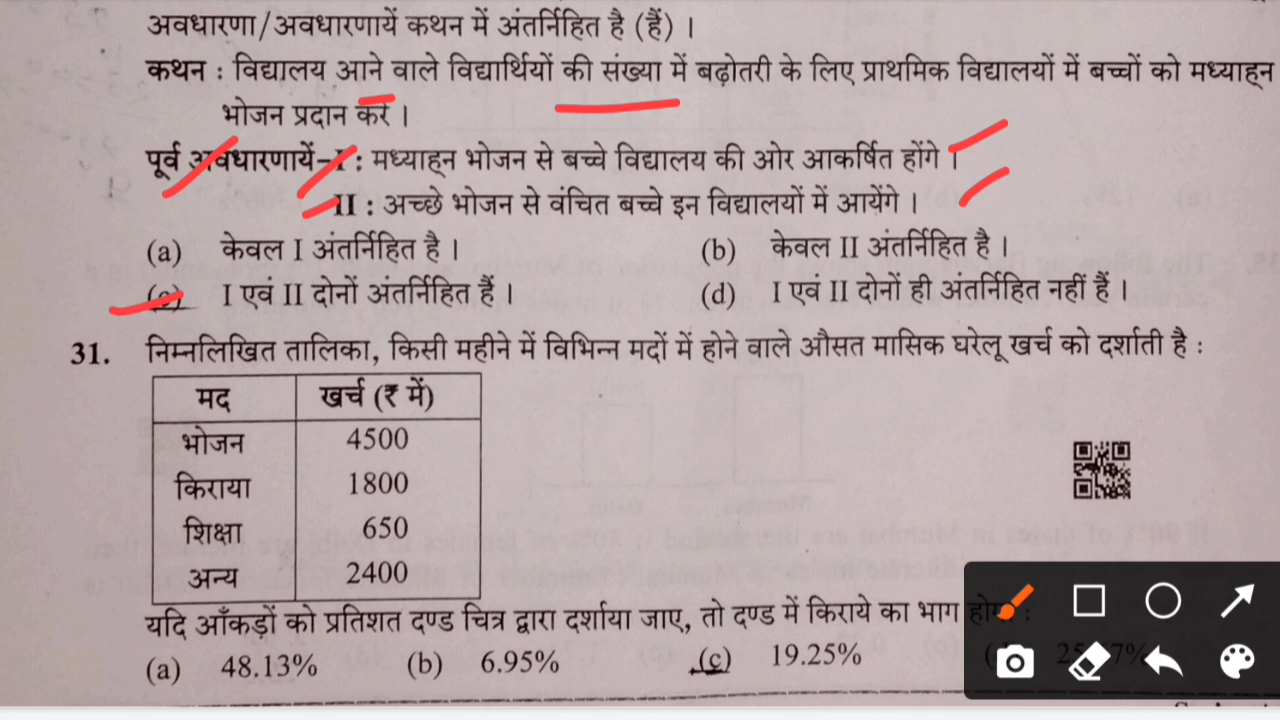 अवधारणा/अवधारणायें कथन में अंतर्निहित है (हैं) ।
कथन : विद्यालय आने वाले विद्यार्थियों की संख्या में बढ़ोतरी के लिए प्राथमिक विद्यालयों में बच्चों को मध्याह्न
भोजन प्रदान करें ।
पूर्व अवधारणायें–I : मध्याह्न भोजन से बच्चे विद्यालय की ओर आकर्षित होंगे ।
II : अच्छे भोजन से वंचित बच्चे इन विद्यालयों में आयेंगे ।
(a) केवल I अंतर्निहित है । (b) केवल II अंतर्निहित है ।
(c) I एवं II दोनों अंतर्निहित हैं । (d) I एवं II दोनों ही अंतर्निहित नहीं हैं ।
31. निम्नलिखित तालिका, किसी महीने में विभिन्न मदों में होने वाले औसत मासिक घरेलू खर्च को दर्शाती है :
मद खर्च (₹ में)
भोजन 4500
किराया 1800
शिक्षा 650
अन्य 2400
यदि आँकड़ों को प्रतिशत दण्ड चित्र द्वारा दर्शाया जाए, तो दण्ड में किराये का भाग :
(a) 48.13% (b) 6.95% (c) 19.25%